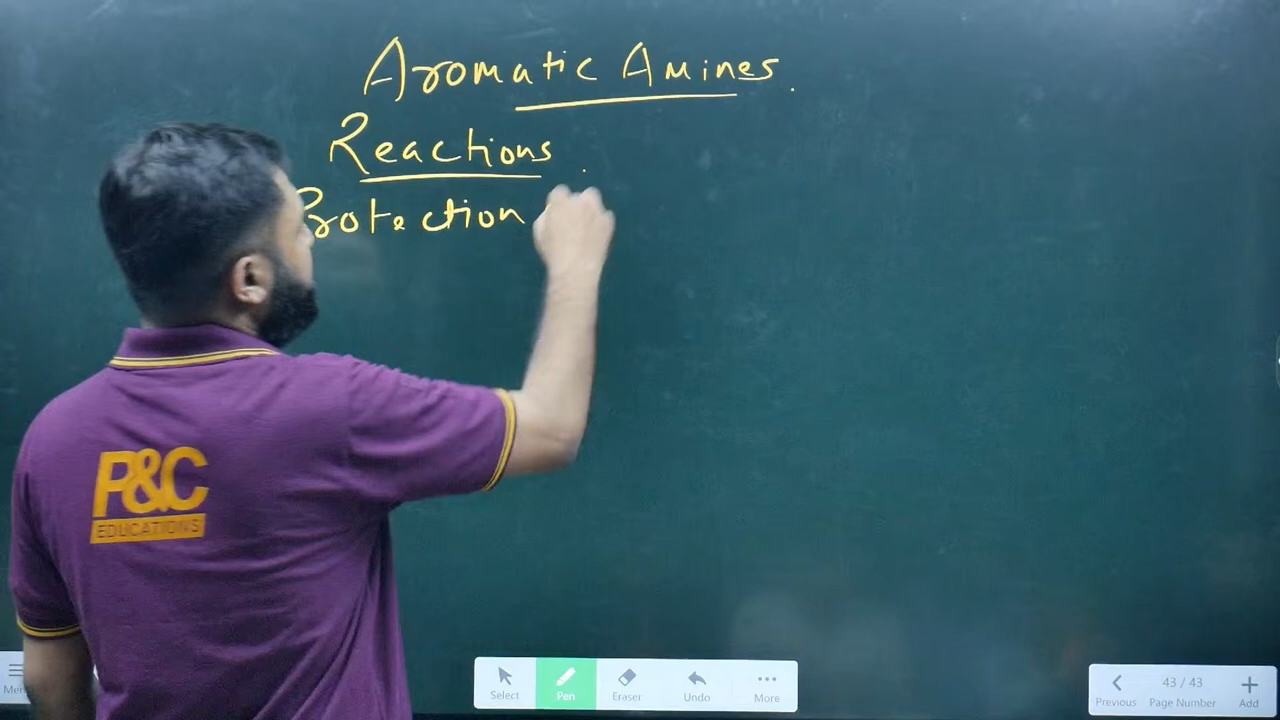 Aromatic Amines.
Reactions.
Protection
P&C
EDUCATIONS
Select
Pen
Eraser
Undo
More
Previous
43 / 43
Page Number
Add